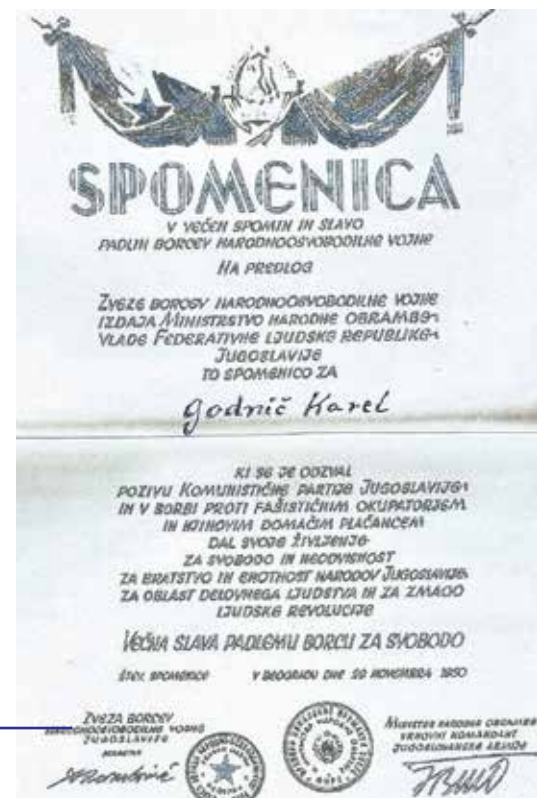 SPOMENICA
V VEČEN SPOMIN IN SLAVO
PADLIH BORCEV NARODNOOSVOBODILNE VOJNE
NA PREDLOG
ZVEZE BORCEV NARODNOOSVOBODILNE VOJNE
IZDAJA MINISTRSTVO NARODNE OBRAMBE
VLADE FEDERATIVNE LJUDSKE REPUBLIKE
JUGOSLAVIJE
TO SPOMENICO ZA
Godnič Karel
KI SE JE ODZVAL
POZIVU KOMUNISTIČNE PARTIJE JUGOSLAVIJE
IN V BORBI PROTI FAŠISTIČNIM OKUPATORJEM
IN NJIHOVIM DOMAČIM PLAČANCEM
DAL SVOJE ŽIVLJENJE
ZA SVOBODO IN NEODVISNOST
ZA BRATSTVO IN ENOTNOST NARODOV JUGOSLAVIJE
ZA OBLAST DELOVNEGA LJUDSTVA IN ZA ZMAGO
LJUDSKE REVOLUCIJE
VEČNA SLAVA PADLEMU BORCU ZA SVOBODO
ŠTEV. SPOMENICE V BEOGRADU DNE 29 NOVEMBRA 1950
ZVEZA BORCEV
NARODNOOSVOBODILNE VOJNE
JUGOSLAVIJE
MINISTER NARODNE OBRAMBE
VRHOVNI KOMANDANT
JUGOSLOVANSKE ARMIJE